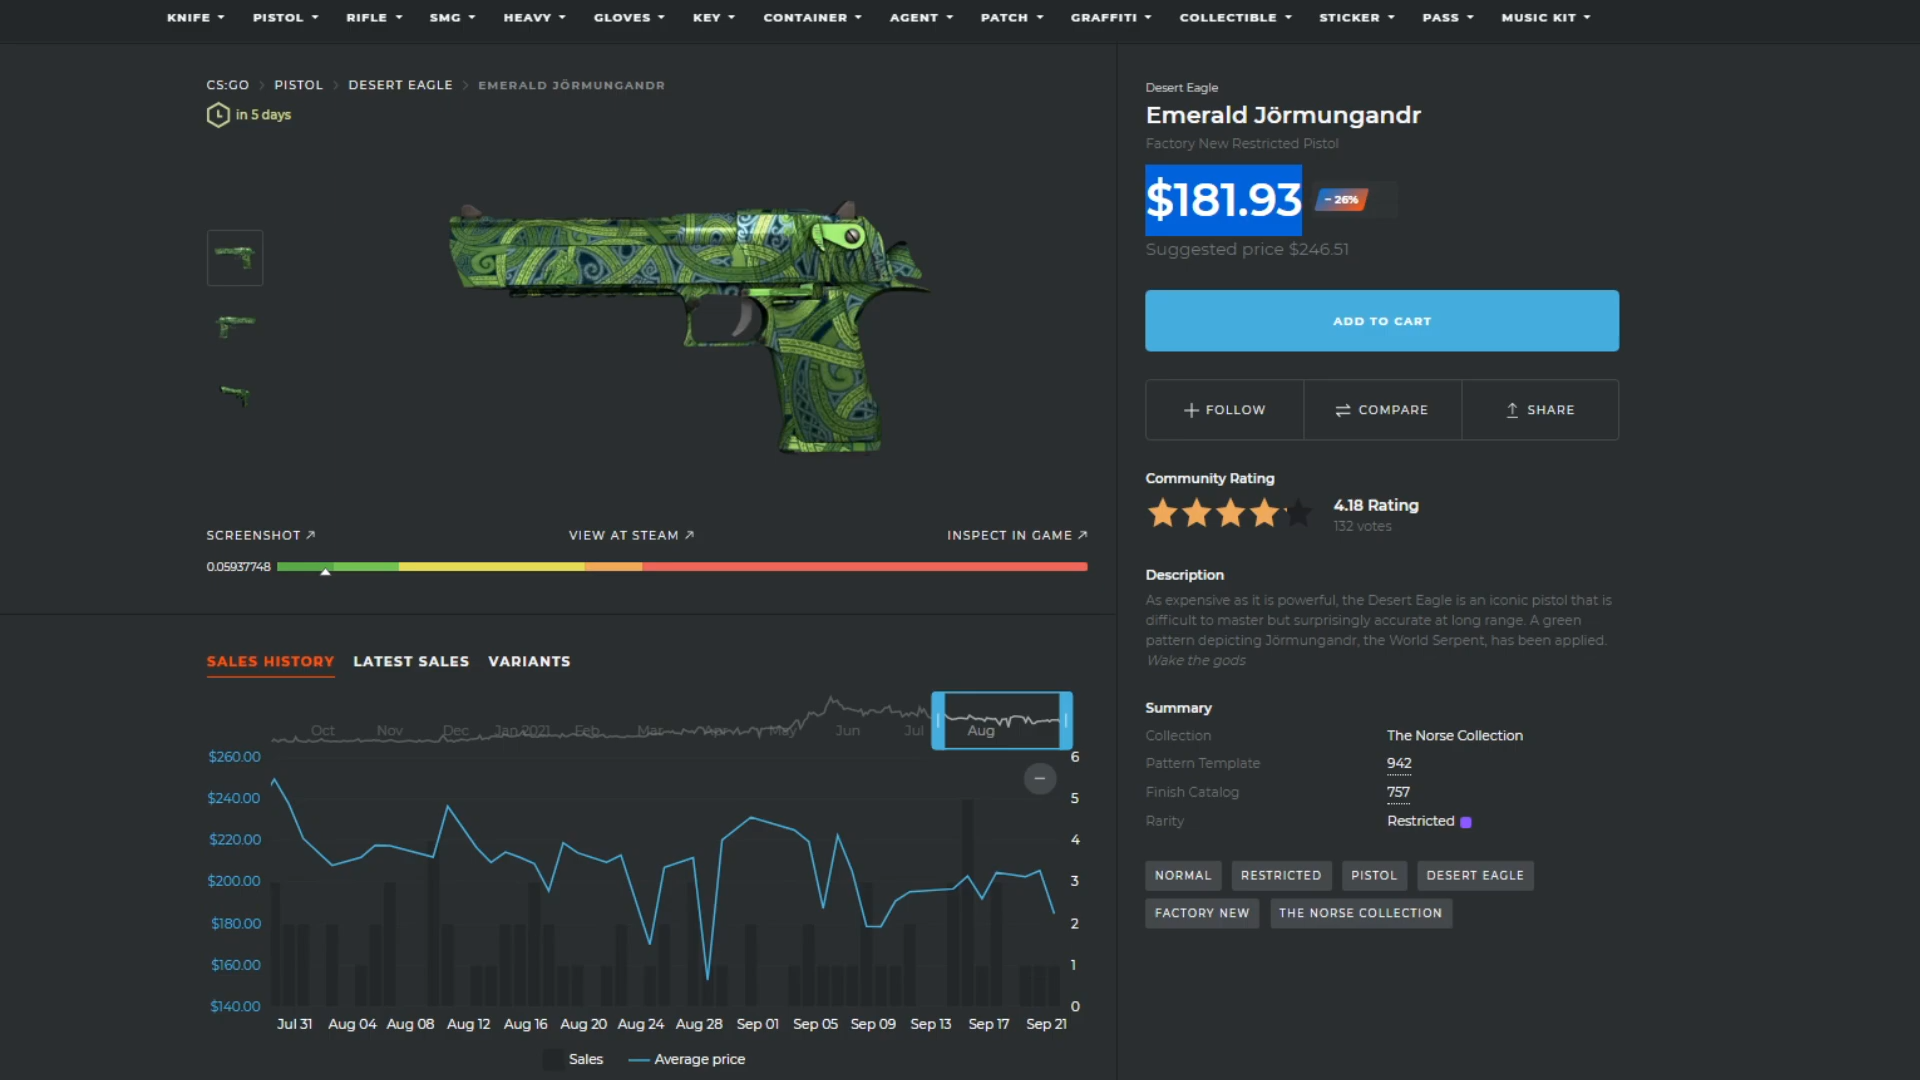 KNIFE PISTOL RIFLE SMG HEAVY GLOVES KEY CONTAINER AGENT PATCH GRAFFITI COLLECTIBLE STICKER PASS MUSIC KIT
CS:GO PISTOL DESERT EAGLE EMERALD JÖRMUNGANDR
in 5 days
SCREENSHOT VIEW AT STEAM INSPECT IN GAME
0.05937748
SALES HISTORY LATEST SALES VARIANTS
Oct Nov Dec Jan 2021 Feb Mar Apr May Jun Jul Aug
$260.00 6
$240.00 5
$220.00 4
$200.00 3
$180.00 2
$160.00 1
$140.00 0
Jul 31 Aug 04 Aug 08 Aug 12 Aug 16 Aug 20 Aug 24 Aug 28 Sep 01 Sep 05 Sep 09 Sep 13 Sep 17 Sep 21
Sales Average price
Desert Eagle
Emerald Jörmungandr
Factory New Restricted Pistol
$181.93 - 26%
Suggested price $246.51
ADD TO CART
FOLLOW COMPARE SHARE
Community Rating
4.18 Rating
132 votes
Description
As expensive as it is powerful, the Desert Eagle is an iconic pistol that is
difficult to master but surprisingly accurate at long range. A green
pattern depicting Jörmungandr, the World Serpent, has been applied.
Wake the gods
Summary
Collection The Norse Collection
Pattern Template 942
Finish Catalog 757
Rarity Restricted
NORMAL RESTRICTED PISTOL DESERT EAGLE
FACTORY NEW THE NORSE COLLECTION